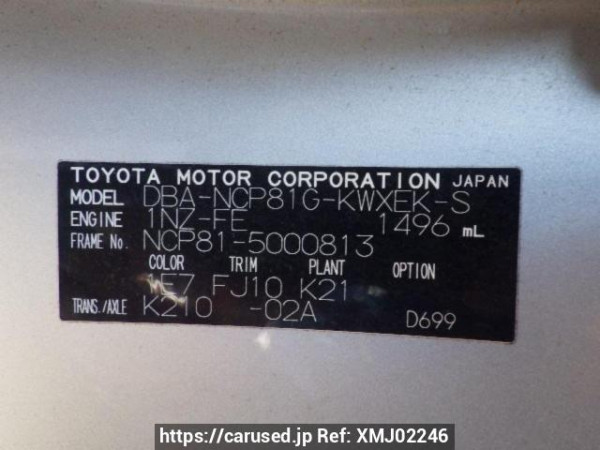 TOYOTA MOTOR CORPORATION JAPAN
MODEL DBA-NCP81G-KWXEK-S
ENGINE 1NZ-FE 1496 mL
FRAME No. NCP81-5000813
COLOR TRIM PLANT OPTION
1E7 FJ10 K21
TRANS./AXLE K210 -02A D699
https://carused.jp Ref: XMJ02246